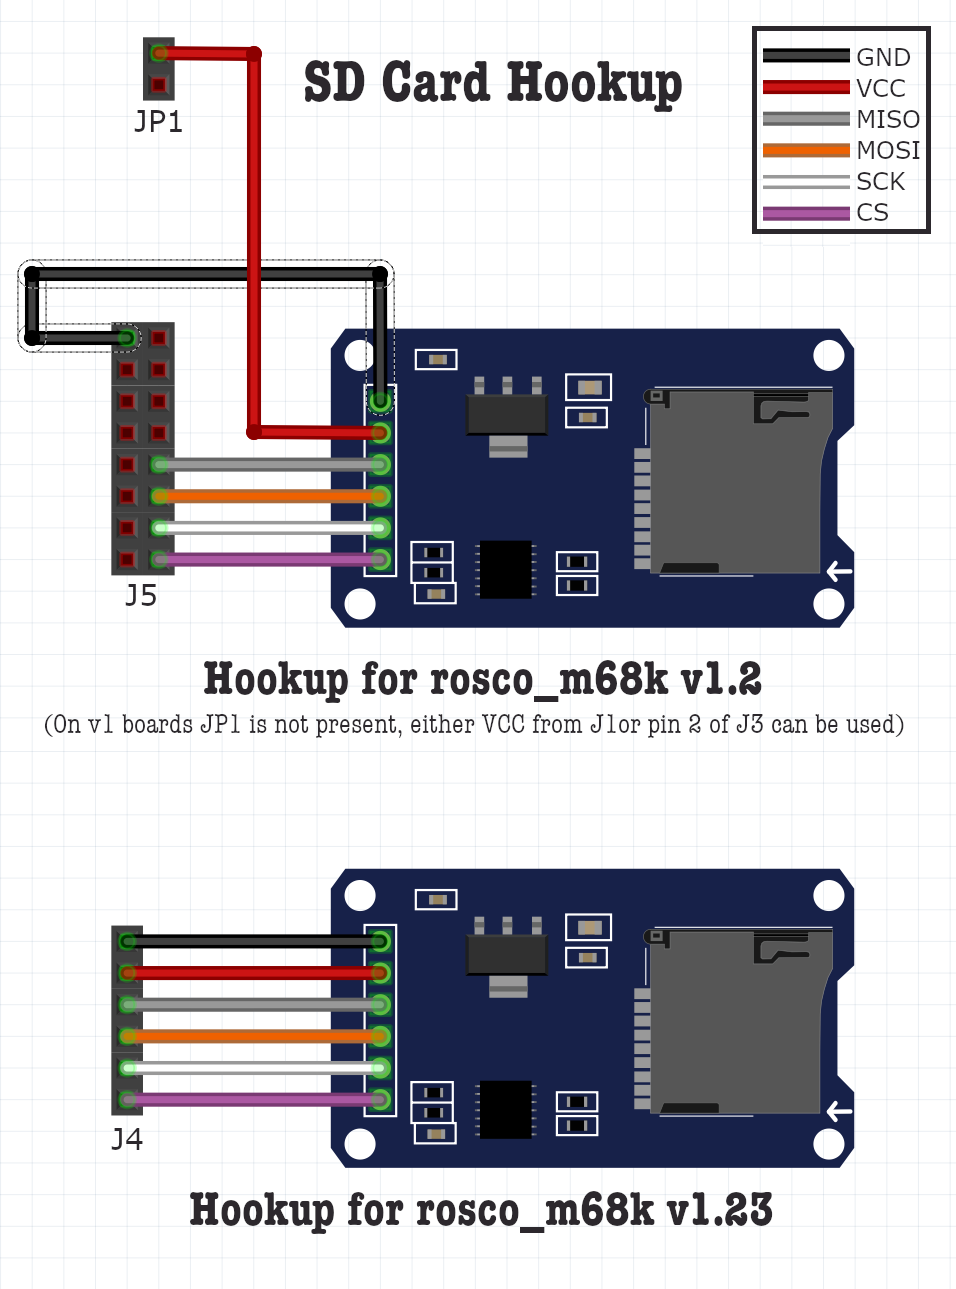 SD Card Hookup
GND
VCC
MISO
MOSI
SCK
CS
JP1
J5
Hookup for rosco_m68k v1.2
(On v1 boards JP1 is not present, either VCC from J1or pin 2 of J3 can be used)
J4
Hookup for rosco_m68k v1.23